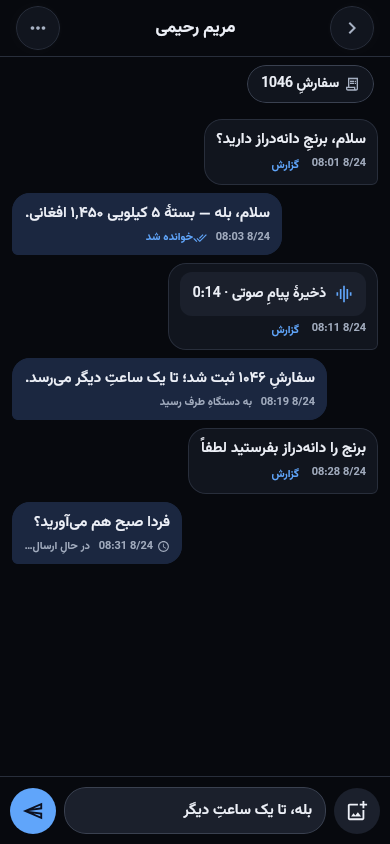 مریم رحیمی
سفارشِ 1046
سلام، برنجِ دانه‌دراز دارید؟
8/24 08:01 گزارش
سلام، بله — بستهٔ ۵ کیلویی ۱,۴۵۰ افغانی.
8/24 08:03 خوانده شد
ذخیرهٔ پیامِ صوتی · 0:14
8/24 08:11 گزارش
سفارشِ ۱۰۴۶ ثبت شد؛ تا یک ساعتِ دیگر می‌رسد.
8/24 08:19 به دستگاهِ طرف رسید
برنج را دانه‌دراز بفرستید لطفاً
8/24 08:28 گزارش
فردا صبح هم می‌آورید؟
8/24 08:31 در حالِ ارسال…
بله، تا یک ساعتِ دیگر